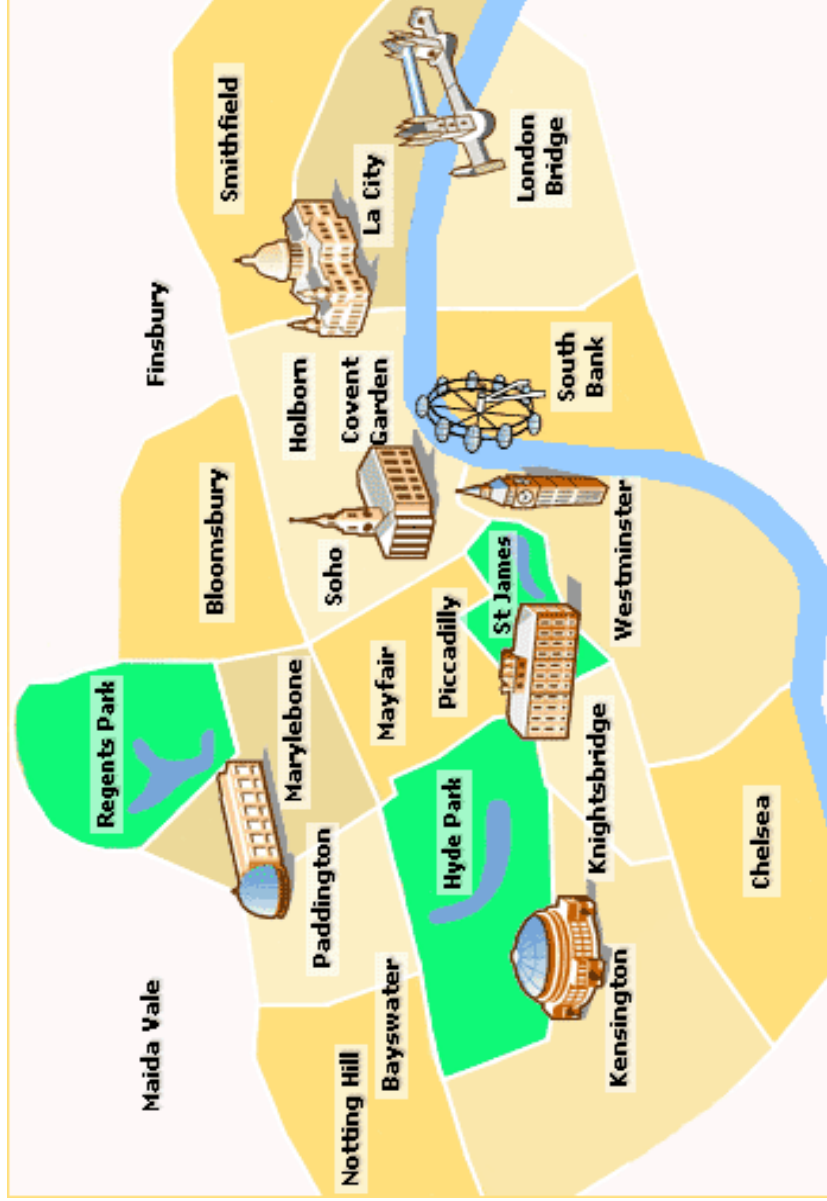 Maida Vale
Finsbury
Regents Park
Bloomsbury
Smithfield
Notting Hill
Bayswater
Paddington
Marylebone
Soho
Holborn
Covent
Garden
La City
Mayfair
Piccadilly
St James
Hyde Park
South
Bank
London
Bridge
Kensington
Knightsbridge
Westminster
Chelsea